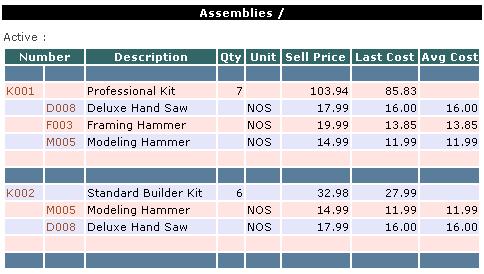 Assemblies /
Active :
Number Description Qty Unit Sell Price Last Cost Avg Cost
K001 Professional Kit 7 103.94 85.83
D008 Deluxe Hand Saw NOS 17.99 16.00 16.00
F003 Framing Hammer NOS 19.99 13.85 13.85
M005 Modeling Hammer NOS 14.99 11.99 11.99
K002 Standard Builder Kit 6 32.98 27.99
M005 Modeling Hammer NOS 14.99 11.99 11.99
D008 Deluxe Hand Saw NOS 17.99 16.00 16.00